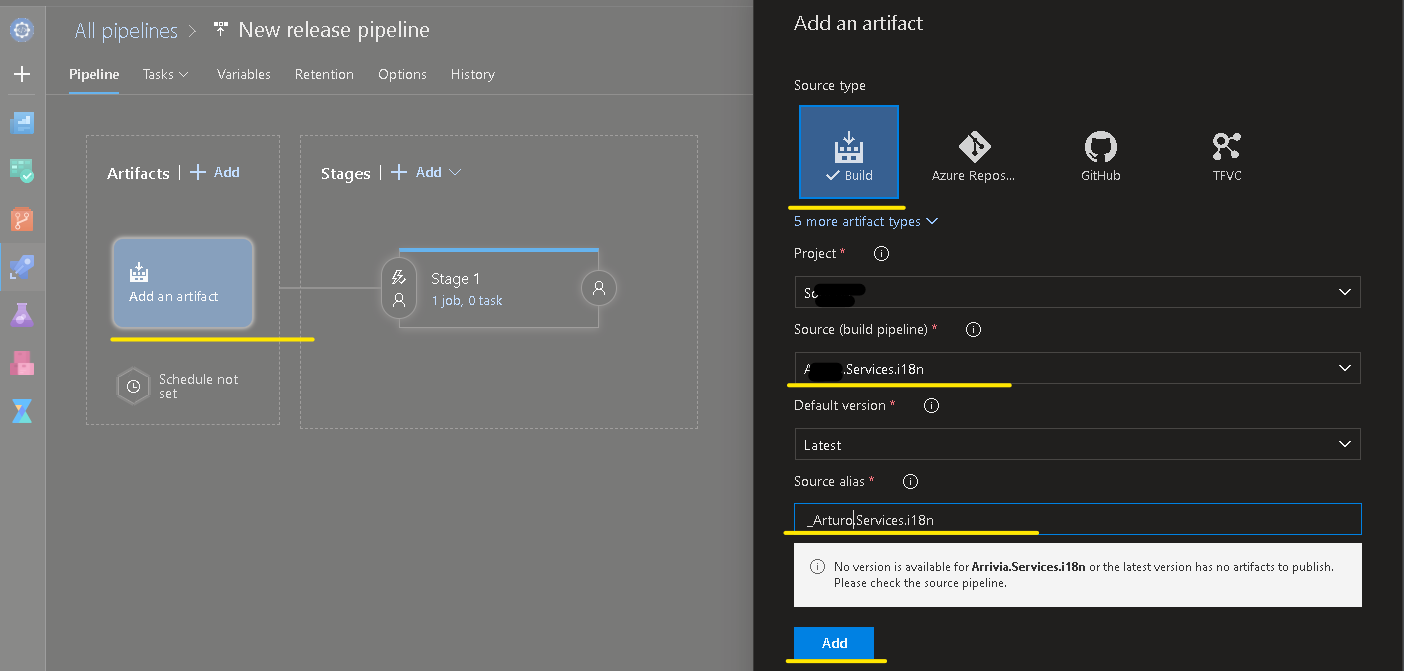 All pipelines > New release pipeline
Pipeline Tasks Variables Retention Options History
Artifacts | + Add
Add an artifact
Schedule not
set
Stages | + Add
Stage 1
1 job, 0 task
Add an artifact
Source type
Build
Azure Repos...
GitHub
TFVC
5 more artifact types
Project *
Source (build pipeline) *
.Services.i18n
Default version *
Latest
Source alias *
_Arturo.Services.i18n
No version is available for Arrivia.Services.i18n or the latest version has no artifacts to publish.
Please check the source pipeline.
Add